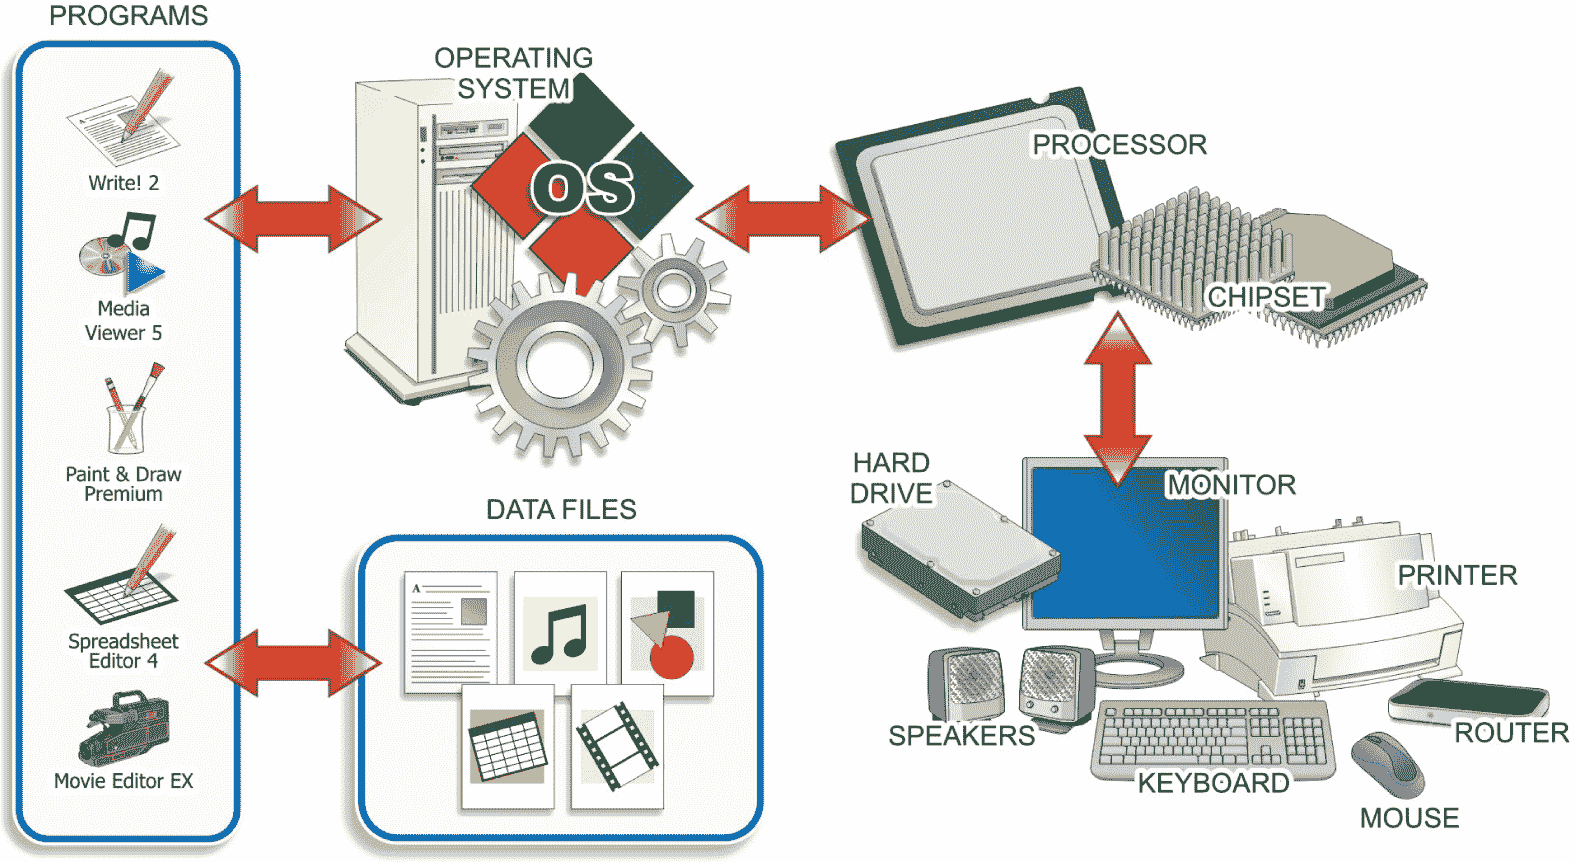 PROGRAMS
Write! 2
Media
Viewer 5
Paint & Draw
Premium
Spreadsheet
Editor 4
Movie Editor EX
OPERATING
SYSTEM
OS
DATA FILES
A
PROCESSOR
CHIPSET
HARD
DRIVE
MONITOR
PRINTER
SPEAKERS
KEYBOARD
ROUTER
MOUSE